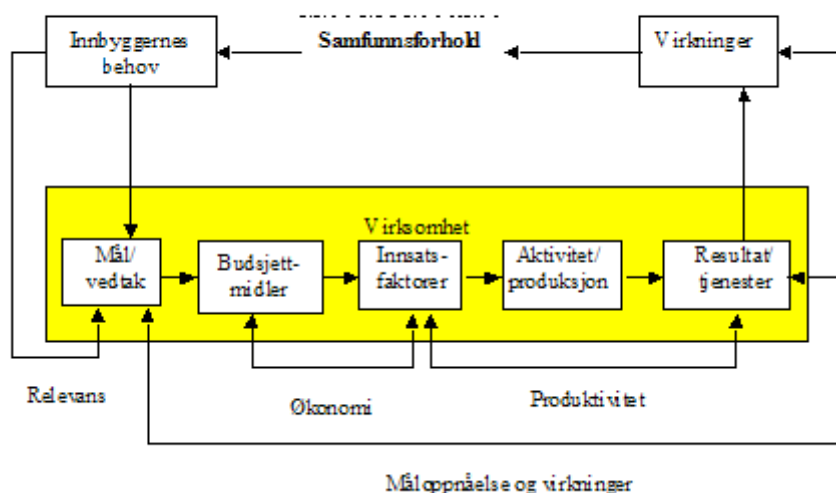 Innbyggernes
behov
Samfunnsforhold
Virkninger
Virksomhet
Mål/
vedtak
Budsjett-
midler
Innsats-
faktorer
Aktivitet/
produksjon
Resultat/
tjenester
Relevans
Økonomi
Produktivitet
Måloppnåelse og virkninger